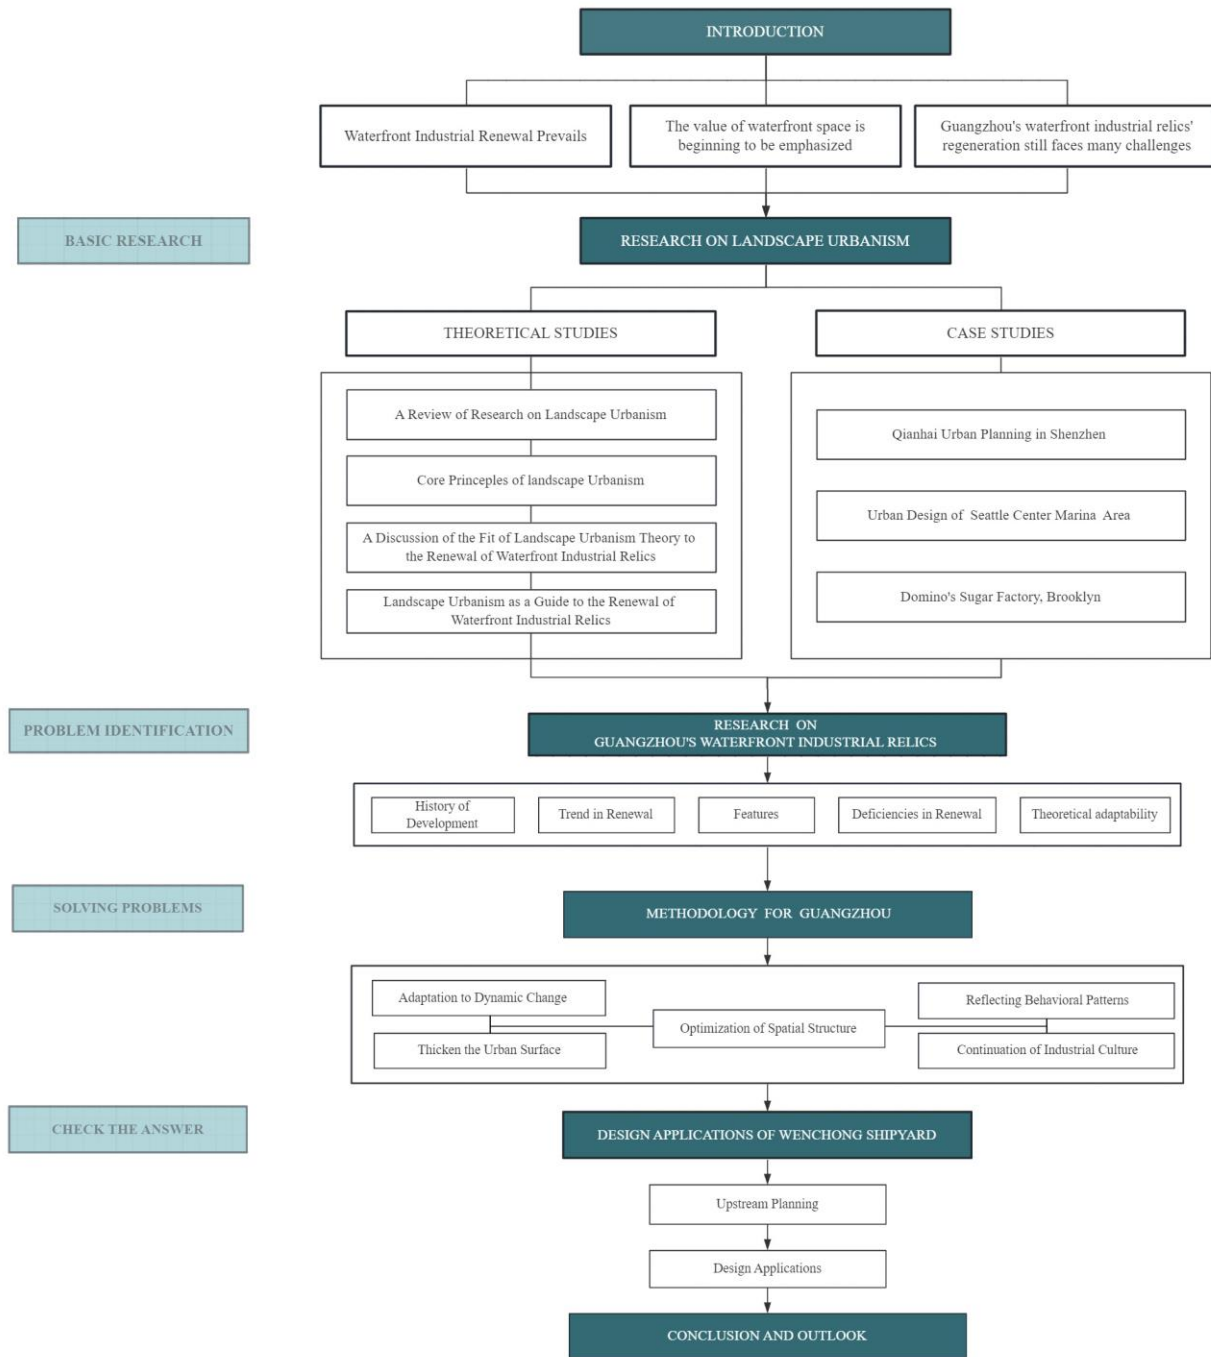 INTRODUCTION
Waterfront Industrial Renewal Prevails
The value of waterfront space is
beginning to be emphasized
Guangzhou's waterfront industrial relics'
regeneration still faces many challenges
BASIC RESEARCH
RESEARCH ON LANDSCAPE URBANISM
THEORETICAL STUDIES
CASE STUDIES
A Review of Research on Landscape Urbanism
Core Princeples of landscape Urbanism
A Discussion of the Fit of Landscape Urbanism Theory to
the Renewal of Waterfront Industrial Relics
Landscape Urbanism as a Guide to the Renewal of
Waterfront Industrial Relics
Qianhai Urban Planning in Shenzhen
Urban Design of Seattle Center Marina Area
Domino's Sugar Factory, Brooklyn
PROBLEM IDENTIFICATION
RESEARCH ON
GUANGZHOU'S WATERFRONT INDUSTRIAL RELICS
History of
Development
Trend in Renewal
Features
Deficiencies in Renewal
Theoretical adaptability
SOLVING PROBLEMS
METHODOLOGY FOR GUANGZHOU
Adaptation to Dynamic Change
Thicken the Urban Surface
Optimization of Spatial Structure
Reflecting Behavioral Patterns
Continuation of Industrial Culture
CHECK THE ANSWER
DESIGN APPLICATIONS OF WENCHONG SHIPYARD
Upstream Planning
Design Applications
CONCLUSION AND OUTLOOK